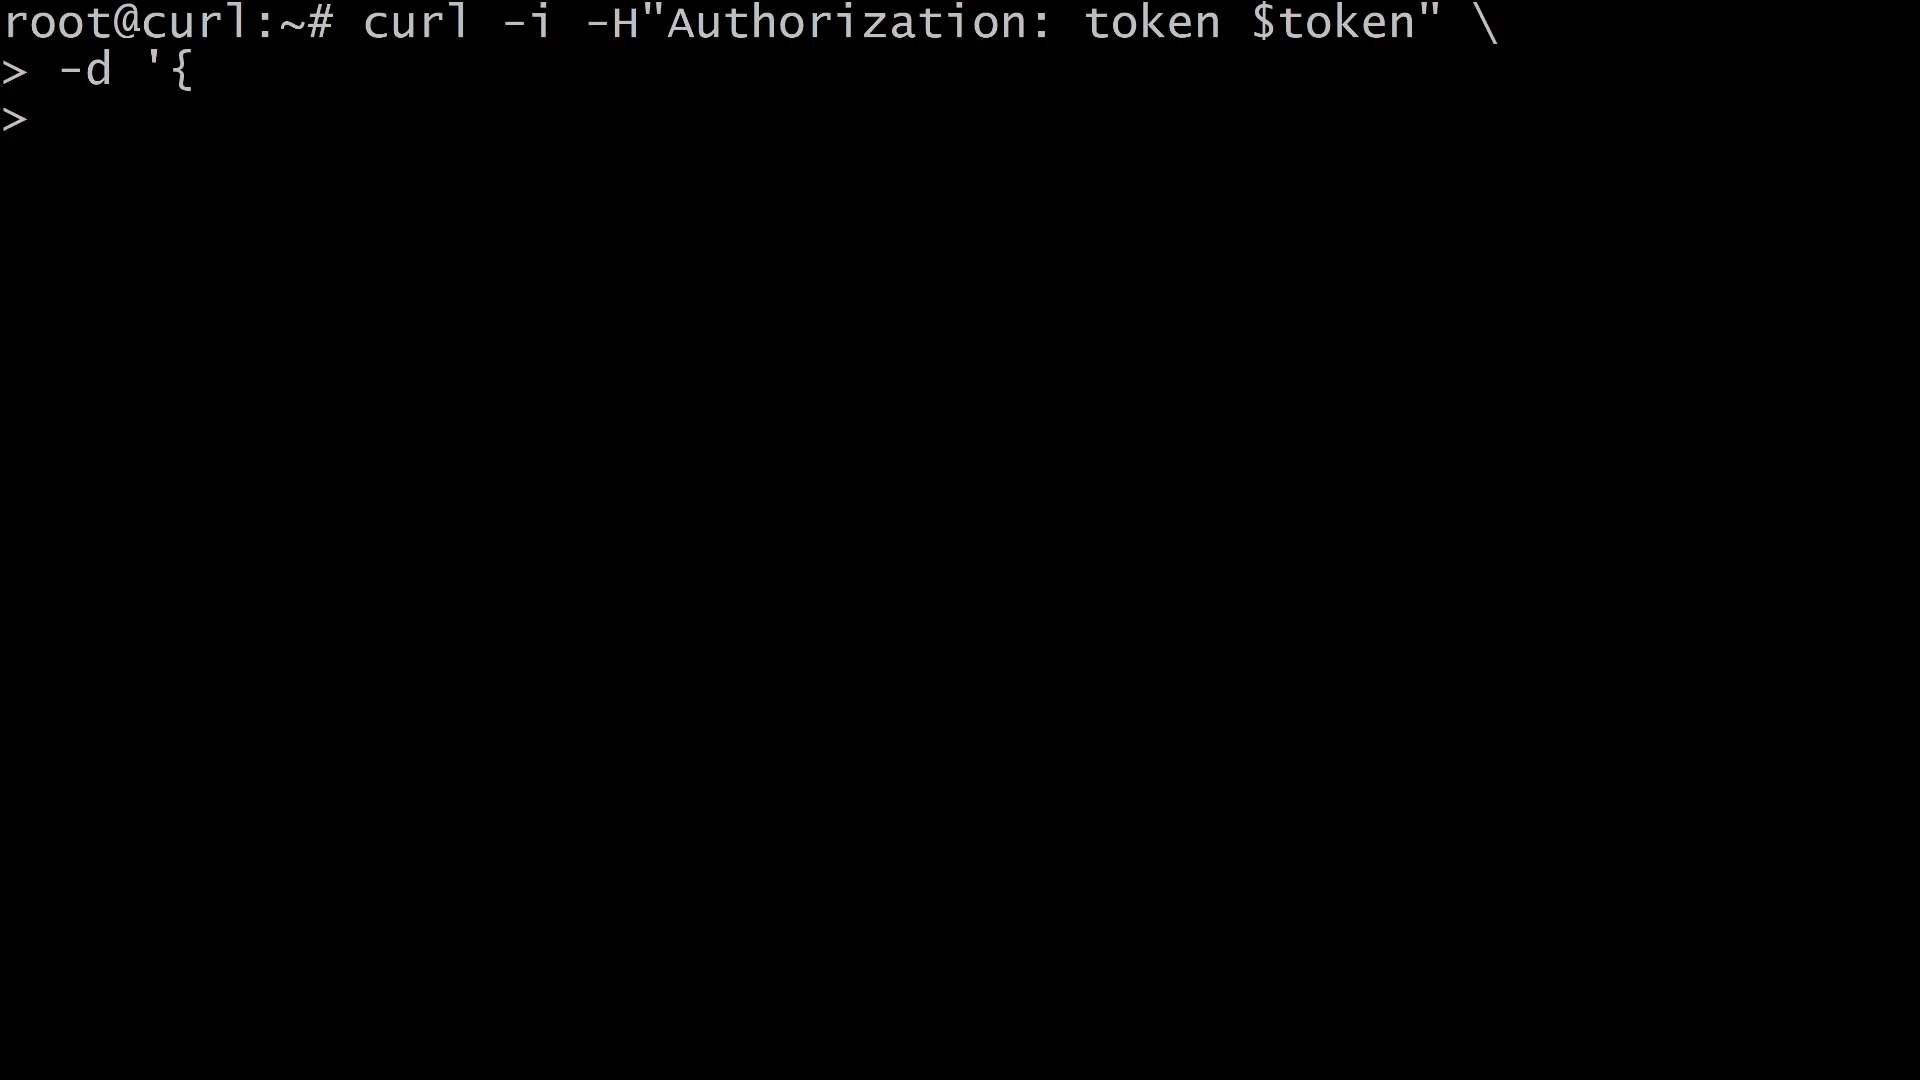 root@curl:~# curl -i -H"Authorization: token $token" \
> -d '{
>